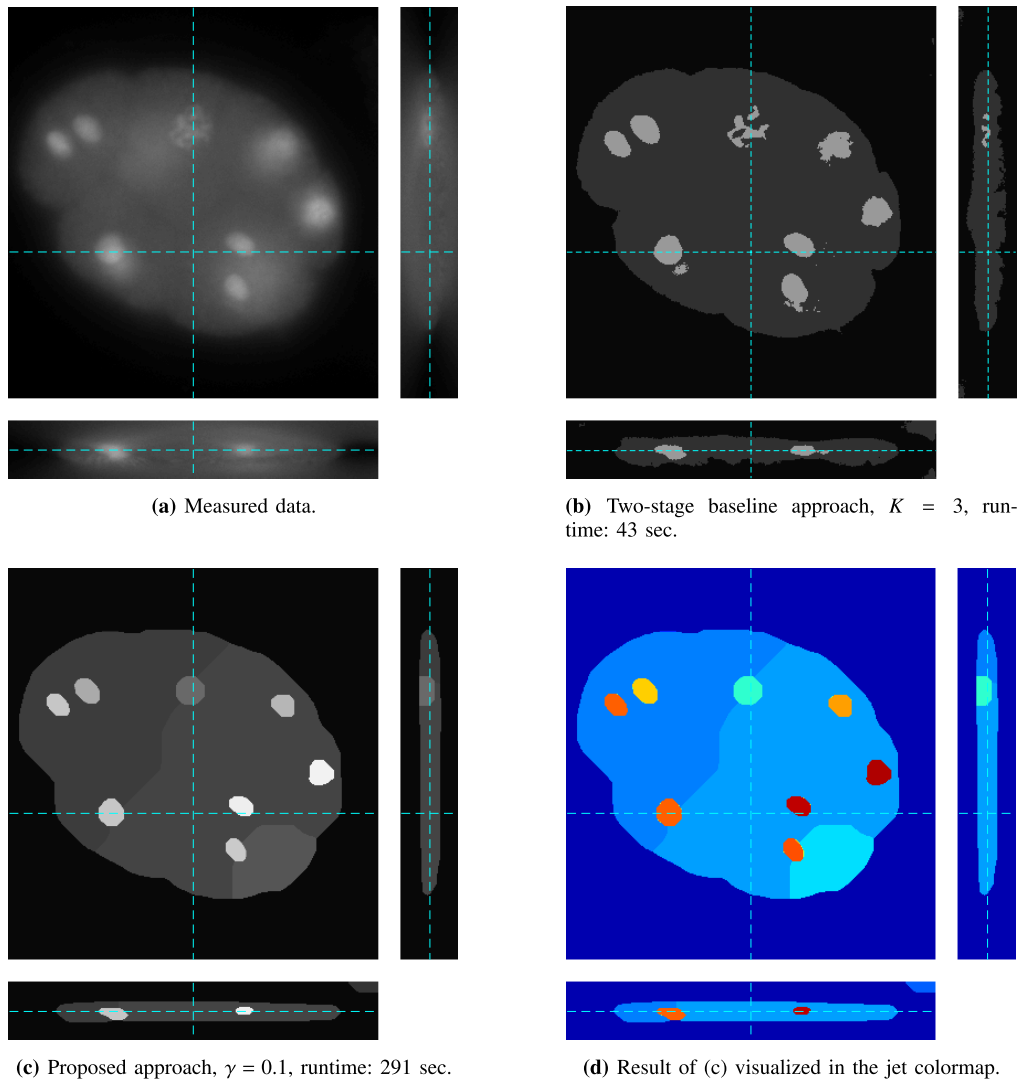 (a) Measured data.
(b) Two-stage baseline approach, K = 3, run-
time: 43 sec.
(c) Proposed approach, γ = 0.1, runtime: 291 sec.
(d) Result of (c) visualized in the jet colormap.